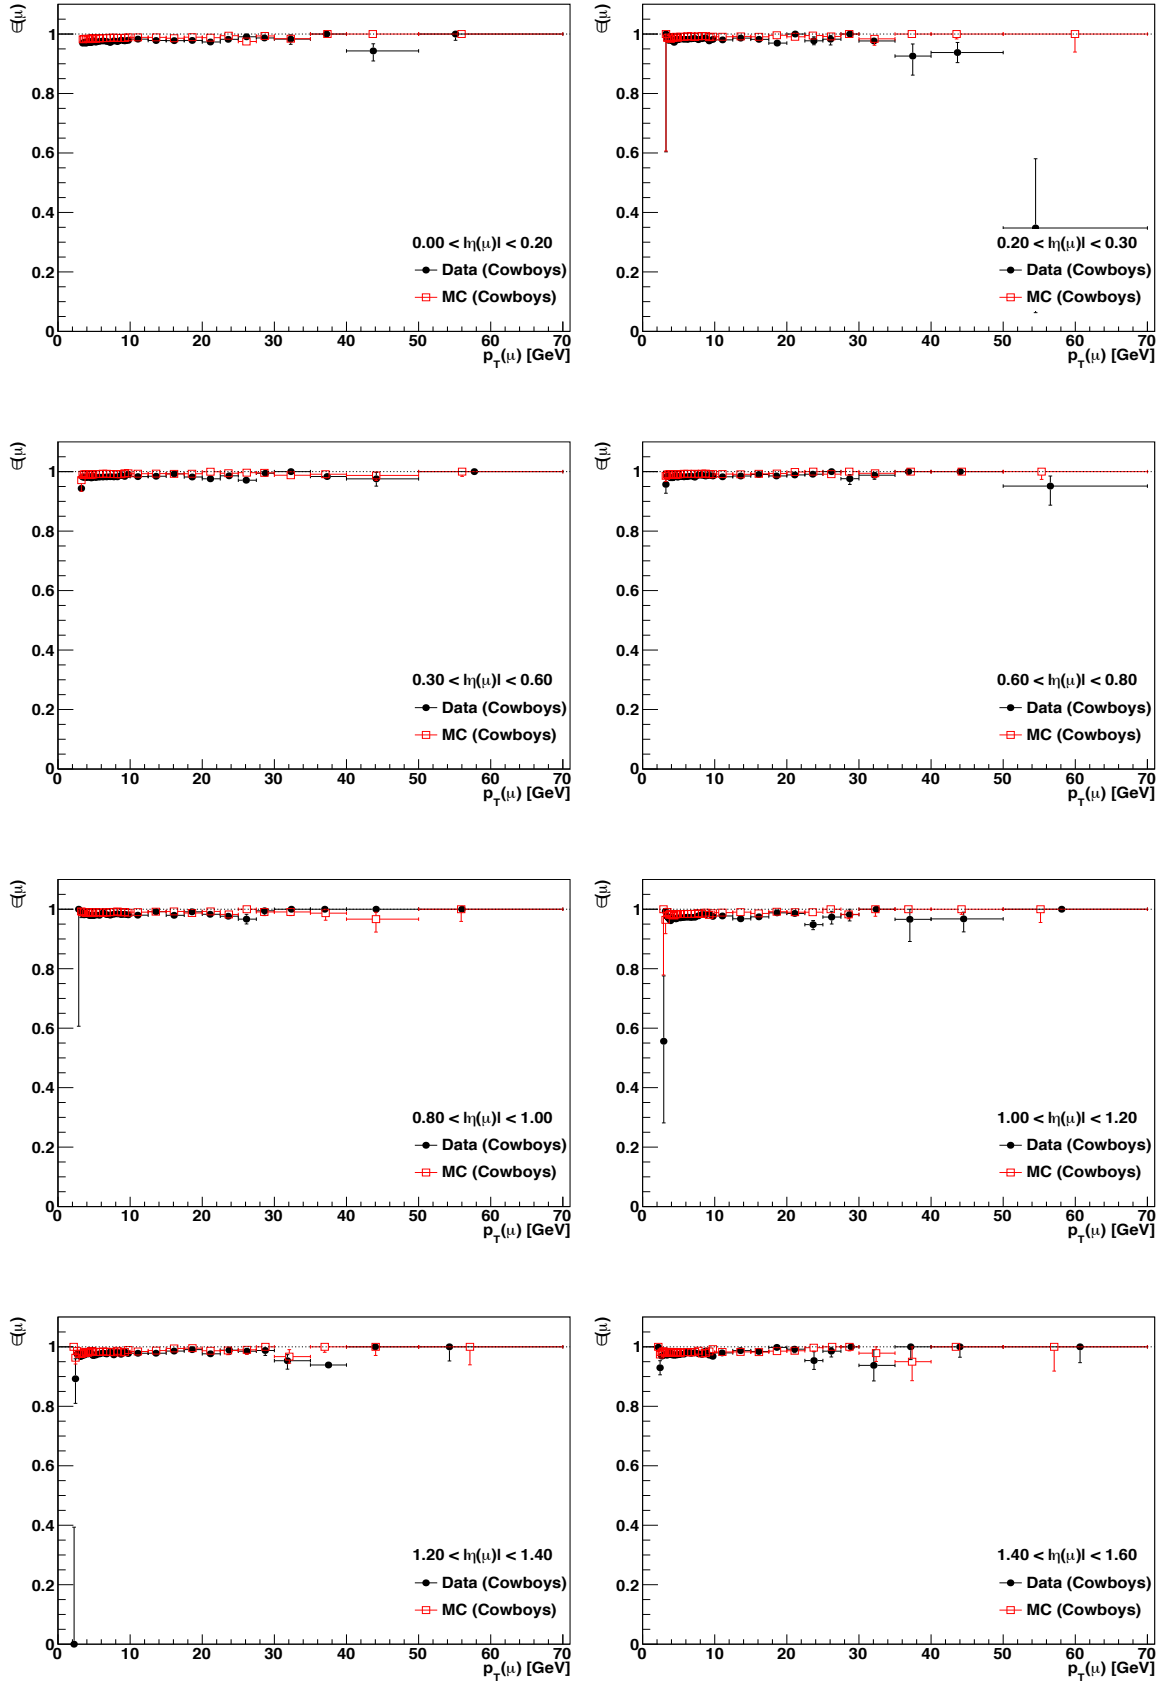 ∈(μ)
1
0.8
0.6
0.4
0.2
0
0.00 < |η(μ)| < 0.20
Data (Cowboys)
MC (Cowboys)
0 10 20 30 40 50 60 70
p_T(μ) [GeV]
∈(μ)
1
0.8
0.6
0.4
0.2
0
0.20 < |η(μ)| < 0.30
Data (Cowboys)
MC (Cowboys)
0 10 20 30 40 50 60 70
p_T(μ) [GeV]
∈(μ)
1
0.8
0.6
0.4
0.2
0
0.30 < |η(μ)| < 0.60
Data (Cowboys)
MC (Cowboys)
0 10 20 30 40 50 60 70
p_T(μ) [GeV]
∈(μ)
1
0.8
0.6
0.4
0.2
0
0.60 < |η(μ)| < 0.80
Data (Cowboys)
MC (Cowboys)
0 10 20 30 40 50 60 70
p_T(μ) [GeV]
∈(μ)
1
0.8
0.6
0.4
0.2
0
0.80 < |η(μ)| < 1.00
Data (Cowboys)
MC (Cowboys)
0 10 20 30 40 50 60 70
p_T(μ) [GeV]
∈(μ)
1
0.8
0.6
0.4
0.2
0
1.00 < |η(μ)| < 1.20
Data (Cowboys)
MC (Cowboys)
0 10 20 30 40 50 60 70
p_T(μ) [GeV]
∈(μ)
1
0.8
0.6
0.4
0.2
0
1.20 < |η(μ)| < 1.40
Data (Cowboys)
MC (Cowboys)
0 10 20 30 40 50 60 70
p_T(μ) [GeV]
∈(μ)
1
0.8
0.6
0.4
0.2
0
1.40 < |η(μ)| < 1.60
Data (Cowboys)
MC (Cowboys)
0 10 20 30 40 50 60 70
p_T(μ) [GeV]